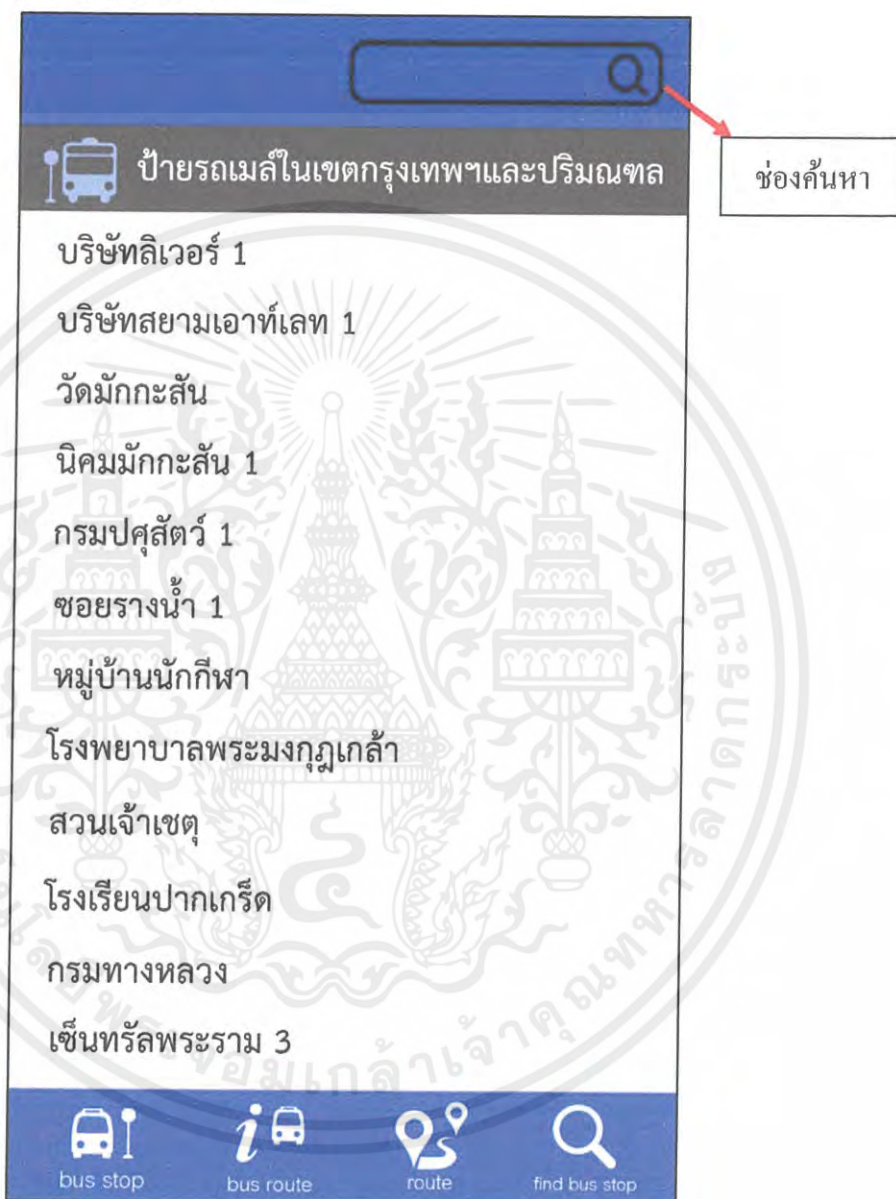 ป้ายรถเมล์ในเขตกรุงเทพฯและปริมณฑล
ช่องค้นหา
บริษัทลิเวอร์ 1
บริษัทสยามเอาท์เลท 1
วัดมักกะสัน
นิคมมักกะสัน 1
กรมปศุสัตว์ 1
ซอยรางน้ำ 1
หมู่บ้านนักกีฬา
โรงพยาบาลพระมงกุฎเกล้า
สวนเจ้าเชตุ
โรงเรียนปากเกร็ด
กรมทางหลวง
เซ็นทรัลพระราม 3
bus stop
bus route
route
find bus stop